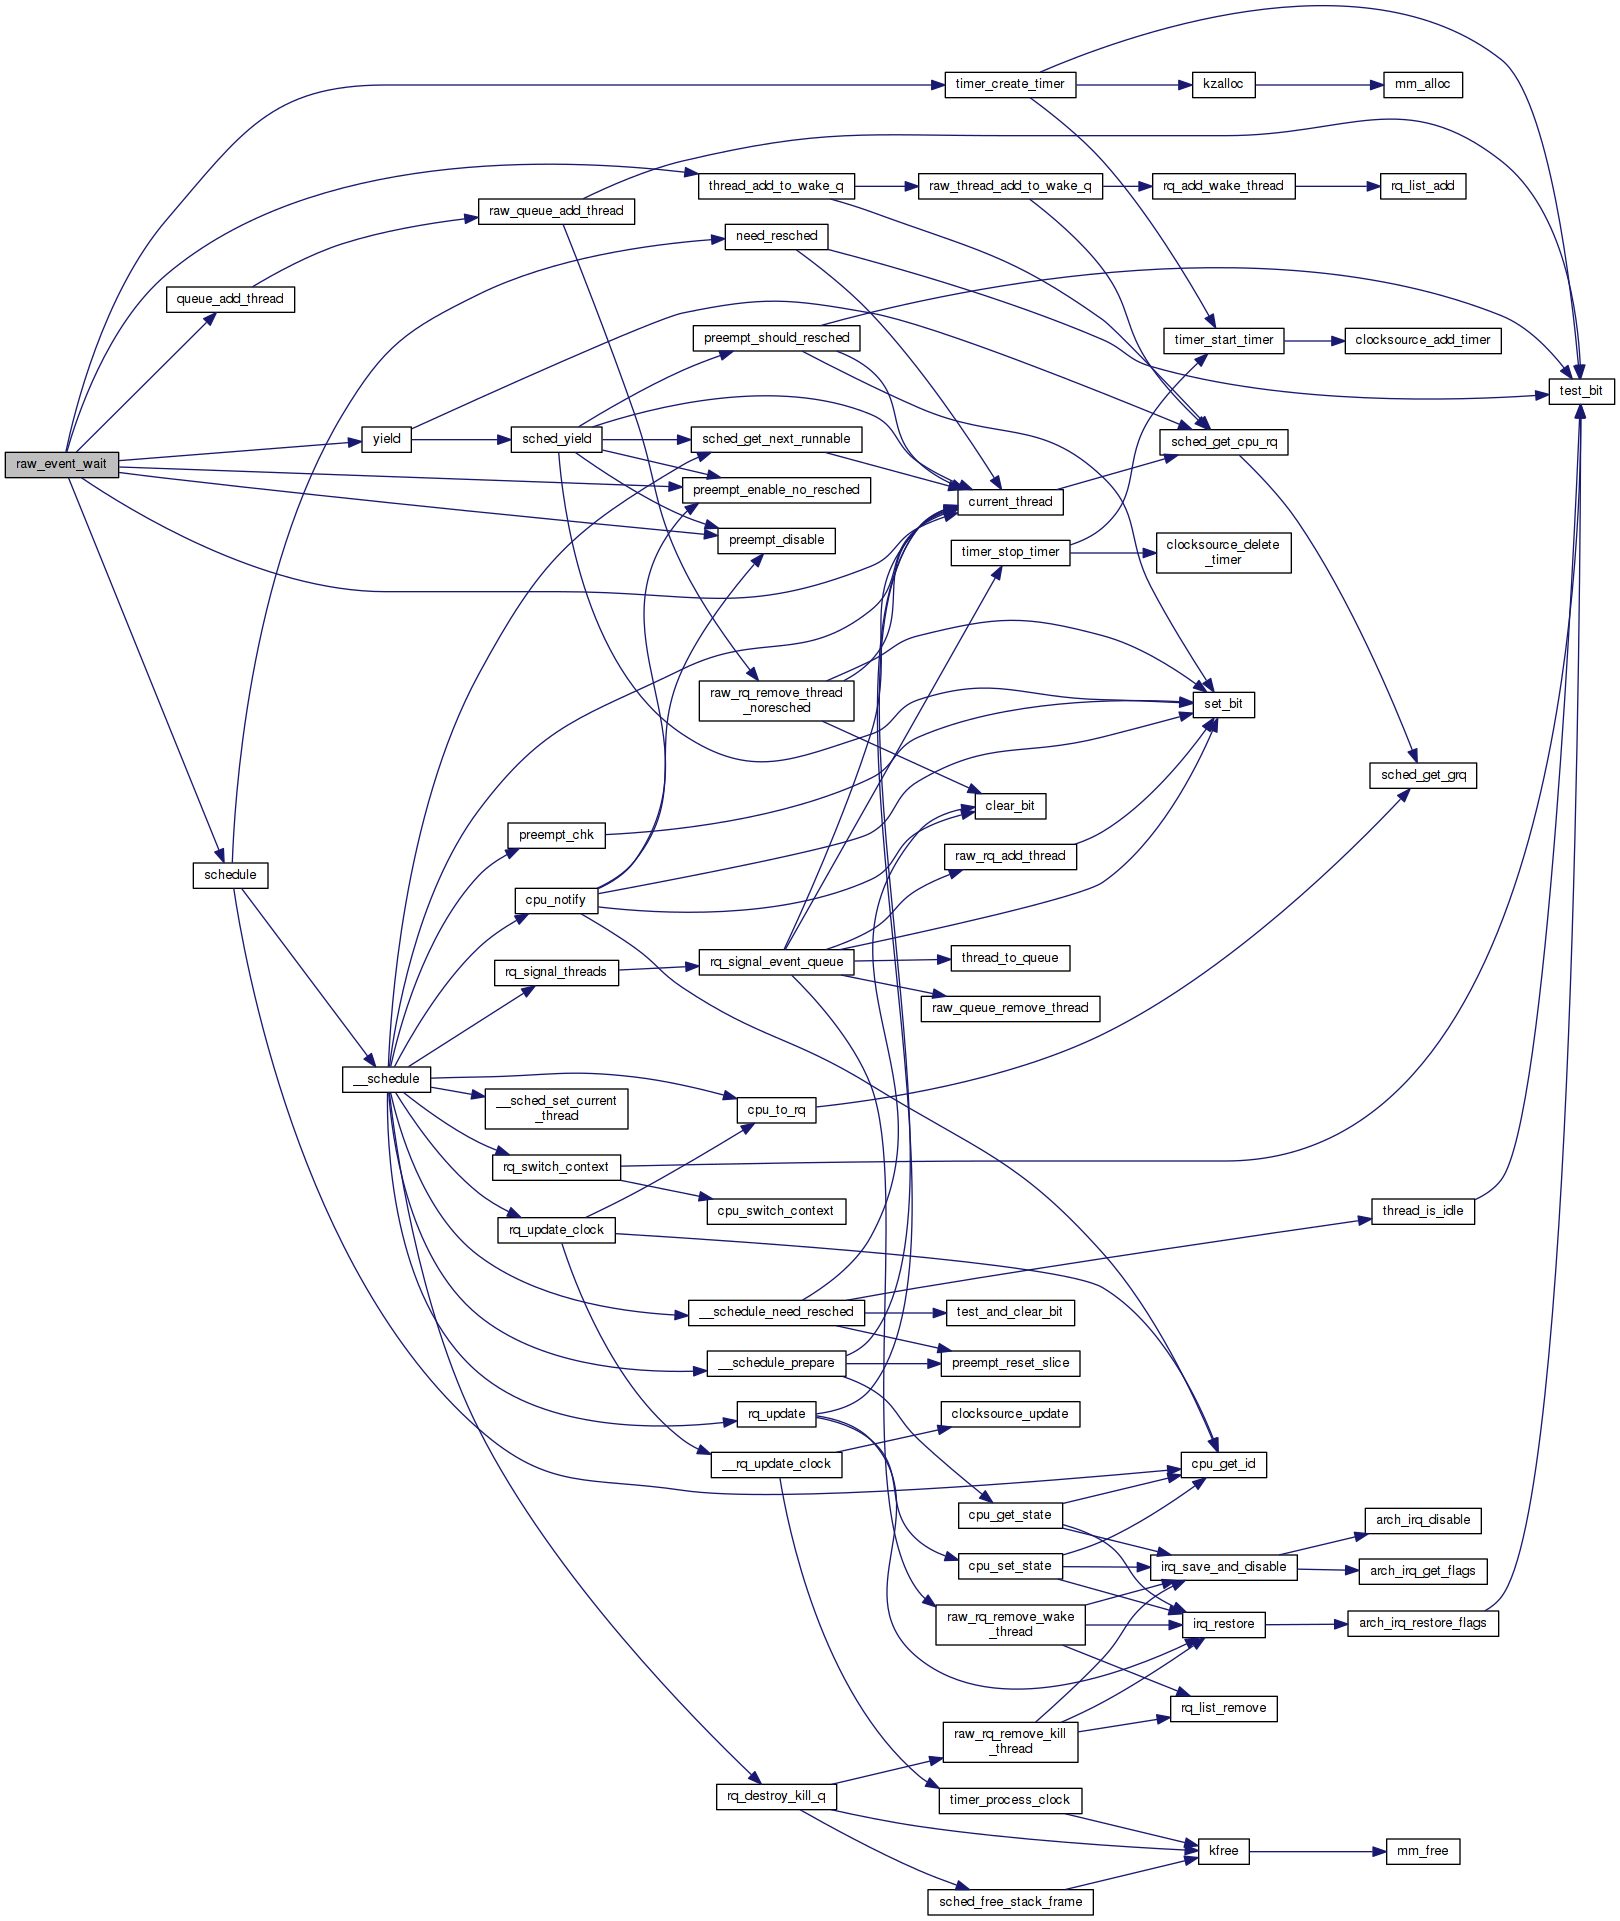 timer_create_timer
kzalloc
mm_alloc
thread_add_to_wake_q
raw_thread_add_to_wake_q
rq_add_wake_thread
rq_list_add
raw_queue_add_thread
need_resched
queue_add_thread
preempt_should_resched
timer_start_timer
clocksource_add_timer
test_bit
yield
sched_yield
sched_get_next_runnable
sched_get_cpu_rq
raw_event_wait
preempt_enable_no_resched
current_thread
preempt_disable
timer_stop_timer
clocksource_delete
_timer
raw_rq_remove_thread
_noresched
set_bit
sched_get_grq
clear_bit
preempt_chk
raw_rq_add_thread
schedule
cpu_notify
rq_signal_threads
rq_signal_event_queue
thread_to_queue
raw_queue_remove_thread
__schedule
__sched_set_current
_thread
cpu_to_rq
rq_switch_context
cpu_switch_context
thread_is_idle
rq_update_clock
__schedule_need_resched
test_and_clear_bit
__schedule_prepare
preempt_reset_slice
rq_update
clocksource_update
__rq_update_clock
cpu_get_id
cpu_get_state
arch_irq_disable
cpu_set_state
irq_save_and_disable
arch_irq_get_flags
raw_rq_remove_wake
_thread
irq_restore
arch_irq_restore_flags
rq_list_remove
raw_rq_remove_kill
_thread
rq_destroy_kill_q
timer_process_clock
kfree
mm_free
sched_free_stack_frame